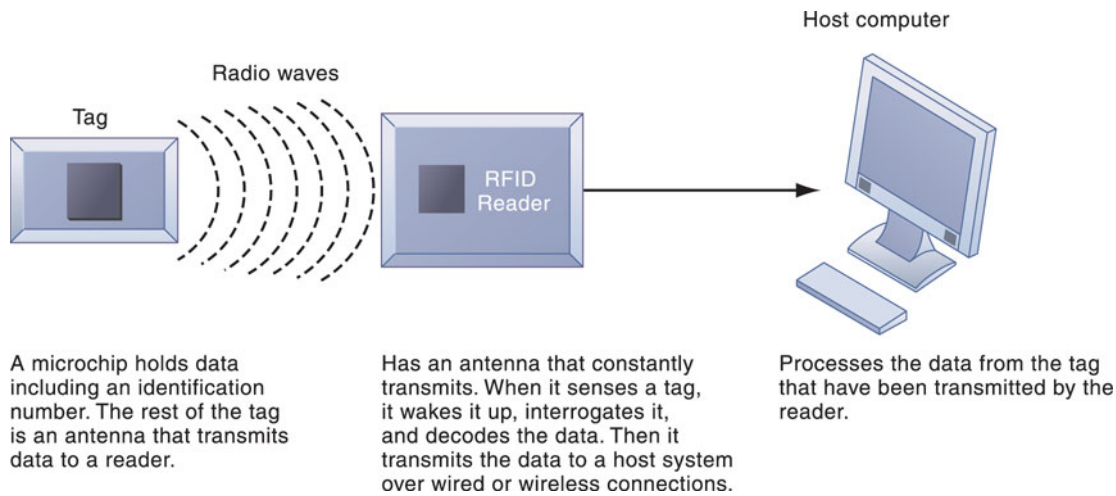 Host computer
Radio waves
Tag
RFID
Reader
A microchip holds data
including an identification
number. The rest of the tag
is an antenna that transmits
data to a reader.
Has an antenna that constantly
transmits. When it senses a tag,
it wakes it up, interrogates it,
and decodes the data. Then it
transmits the data to a host system
over wired or wireless connections.
Processes the data from the tag
that have been transmitted by the
reader.